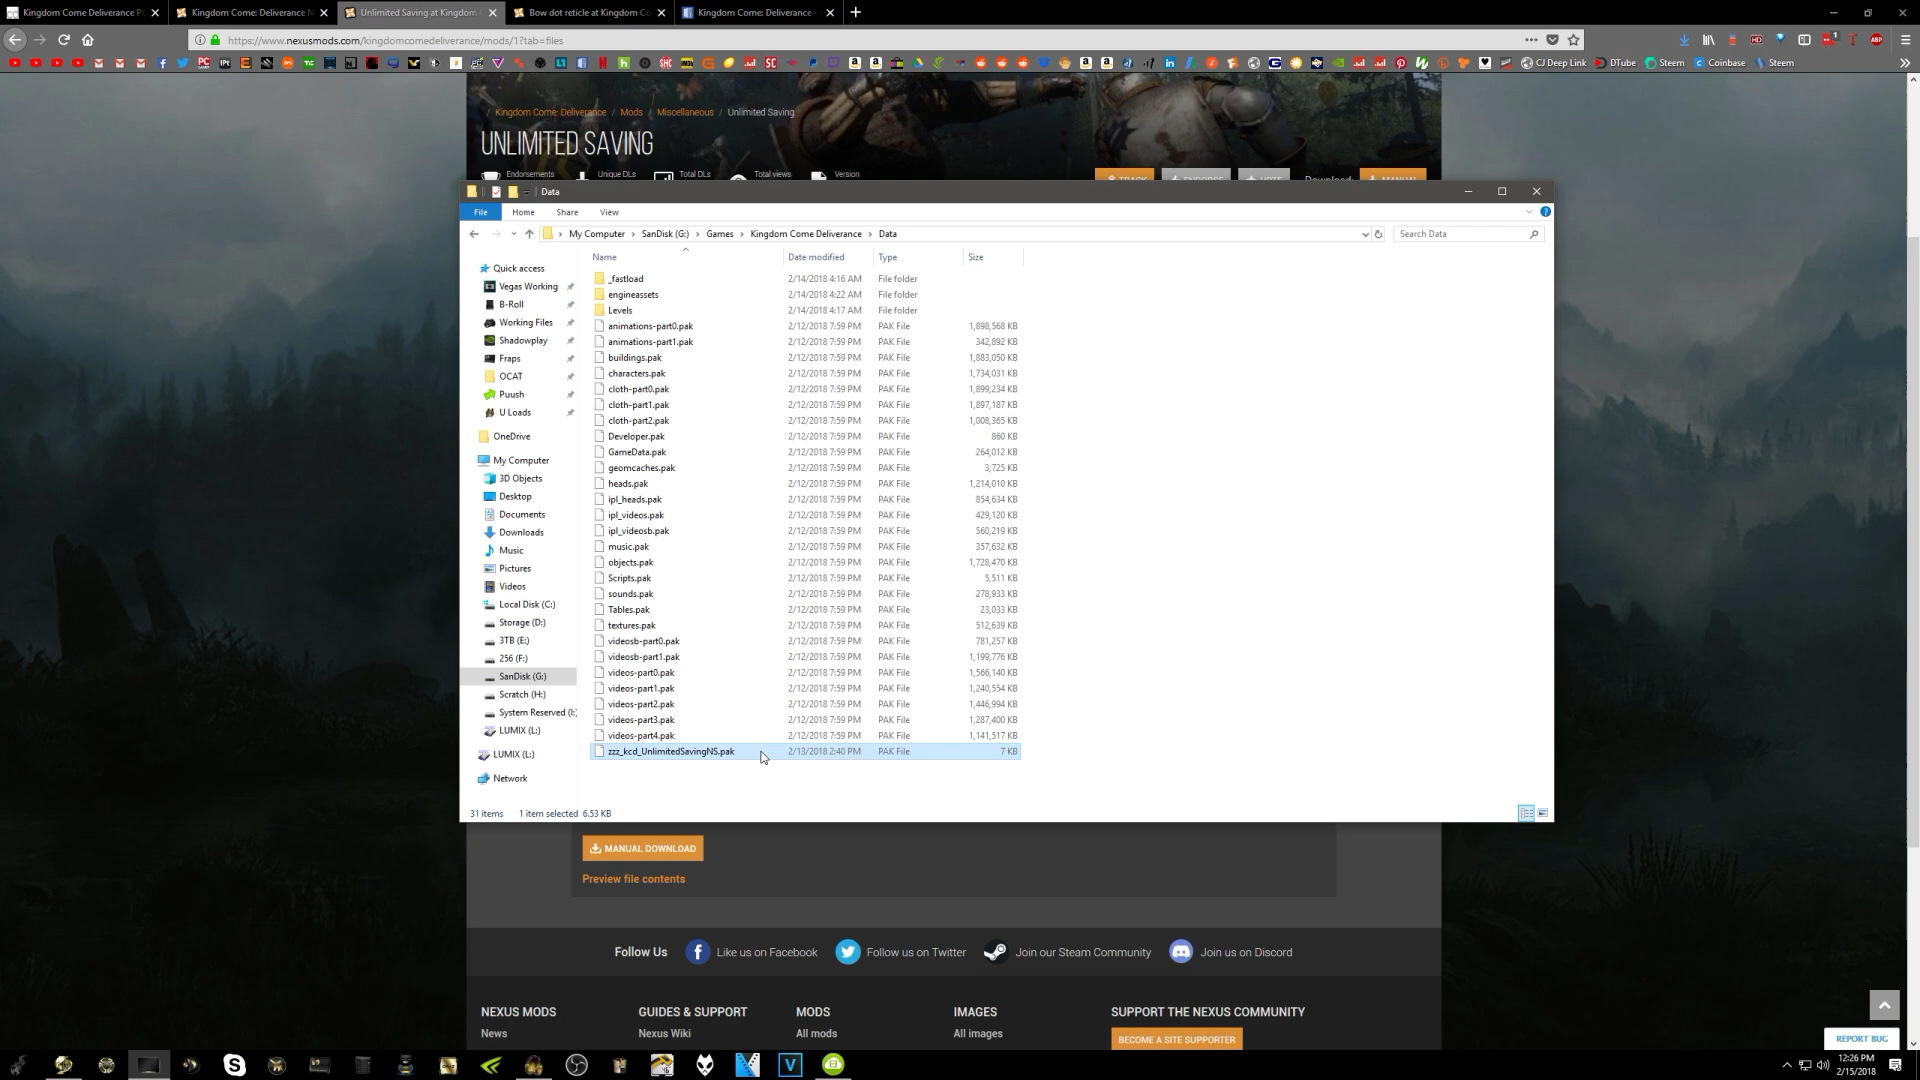 Kingdom Come Deliverance PC
Kingdom Come: Deliverance N
Unlimited Saving at Kingdom
Bow dot reticle at Kingdom Co
Kingdom Come: Deliverance -
https://www.nexusmods.com/kingdomcomedeliverance/mods/1?tab=files
CJ Deep Link
DTube
Steem
Coinbase
Steem
/ Kingdom Come: Deliverance / Mods / Miscellaneous / Unlimited Saving
UNLIMITED SAVING
Endorsements
Unique DLs
Total DLs
Total views
Version
TRACK
ENDORSE
VOTE
Download:
MANUAL
Data
File
Home
Share
View
My Computer > SanDisk (G:) > Games > Kingdom Come Deliverance > Data
Search Data
Name
Date modified
Type
Size
Quick access
Vegas Working
B-Roll
Working Files
Shadowplay
Fraps
OCAT
Puush
U Loads
OneDrive
My Computer
3D Objects
Desktop
Documents
Downloads
Music
Pictures
Videos
Local Disk (C:)
Storage (D:)
3TB (E:)
256 (F:)
SanDisk (G:)
Scratch (H:)
System Reserved (I:)
LUMIX (L:)
LUMIX (L:)
Network
_fastload 2/14/2018 4:16 AM File folder
engineassets 2/14/2018 4:22 AM File folder
Levels 2/14/2018 4:17 AM File folder
animations-part0.pak 2/12/2018 7:59 PM PAK File 1,898,568 KB
animations-part1.pak 2/12/2018 7:59 PM PAK File 342,892 KB
buildings.pak 2/12/2018 7:59 PM PAK File 1,883,050 KB
characters.pak 2/12/2018 7:59 PM PAK File 1,734,031 KB
cloth-part0.pak 2/12/2018 7:59 PM PAK File 1,899,234 KB
cloth-part1.pak 2/12/2018 7:59 PM PAK File 1,897,187 KB
cloth-part2.pak 2/12/2018 7:59 PM PAK File 1,008,365 KB
Developer.pak 2/12/2018 7:59 PM PAK File 860 KB
GameData.pak 2/12/2018 7:59 PM PAK File 264,012 KB
geomcaches.pak 2/12/2018 7:59 PM PAK File 3,725 KB
heads.pak 2/12/2018 7:59 PM PAK File 1,214,010 KB
ipl_heads.pak 2/12/2018 7:59 PM PAK File 854,634 KB
ipl_videos.pak 2/12/2018 7:59 PM PAK File 429,120 KB
ipl_videosb.pak 2/12/2018 7:59 PM PAK File 560,219 KB
music.pak 2/12/2018 7:59 PM PAK File 357,632 KB
objects.pak 2/12/2018 7:59 PM PAK File 1,728,470 KB
Scripts.pak 2/12/2018 7:59 PM PAK File 5,511 KB
sounds.pak 2/12/2018 7:59 PM PAK File 278,933 KB
Tables.pak 2/12/2018 7:59 PM PAK File 23,033 KB
textures.pak 2/12/2018 7:59 PM PAK File 512,639 KB
videosb-part0.pak 2/12/2018 7:59 PM PAK File 781,257 KB
videosb-part1.pak 2/12/2018 7:59 PM PAK File 1,199,776 KB
videos-part0.pak 2/12/2018 7:59 PM PAK File 1,566,140 KB
videos-part1.pak 2/12/2018 7:59 PM PAK File 1,240,554 KB
videos-part2.pak 2/12/2018 7:59 PM PAK File 1,446,994 KB
videos-part3.pak 2/12/2018 7:59 PM PAK File 1,287,400 KB
videos-part4.pak 2/12/2018 7:59 PM PAK File 1,141,517 KB
zzz_kcd_UnlimitedSavingNS.pak 2/13/2018 2:40 PM PAK File 7 KB
31 items 1 item selected 6.53 KB
MANUAL DOWNLOAD
Preview file contents
Follow Us
Like us on Facebook
Follow us on Twitter
Join our Steam Community
Join us on Discord
NEXUS MODS
GUIDES & SUPPORT
MODS
IMAGES
SUPPORT THE NEXUS COMMUNITY
News
Nexus Wiki
All mods
All images
BECOME A SITE SUPPORTER
REPORT BUG
12:26 PM
2/15/2018